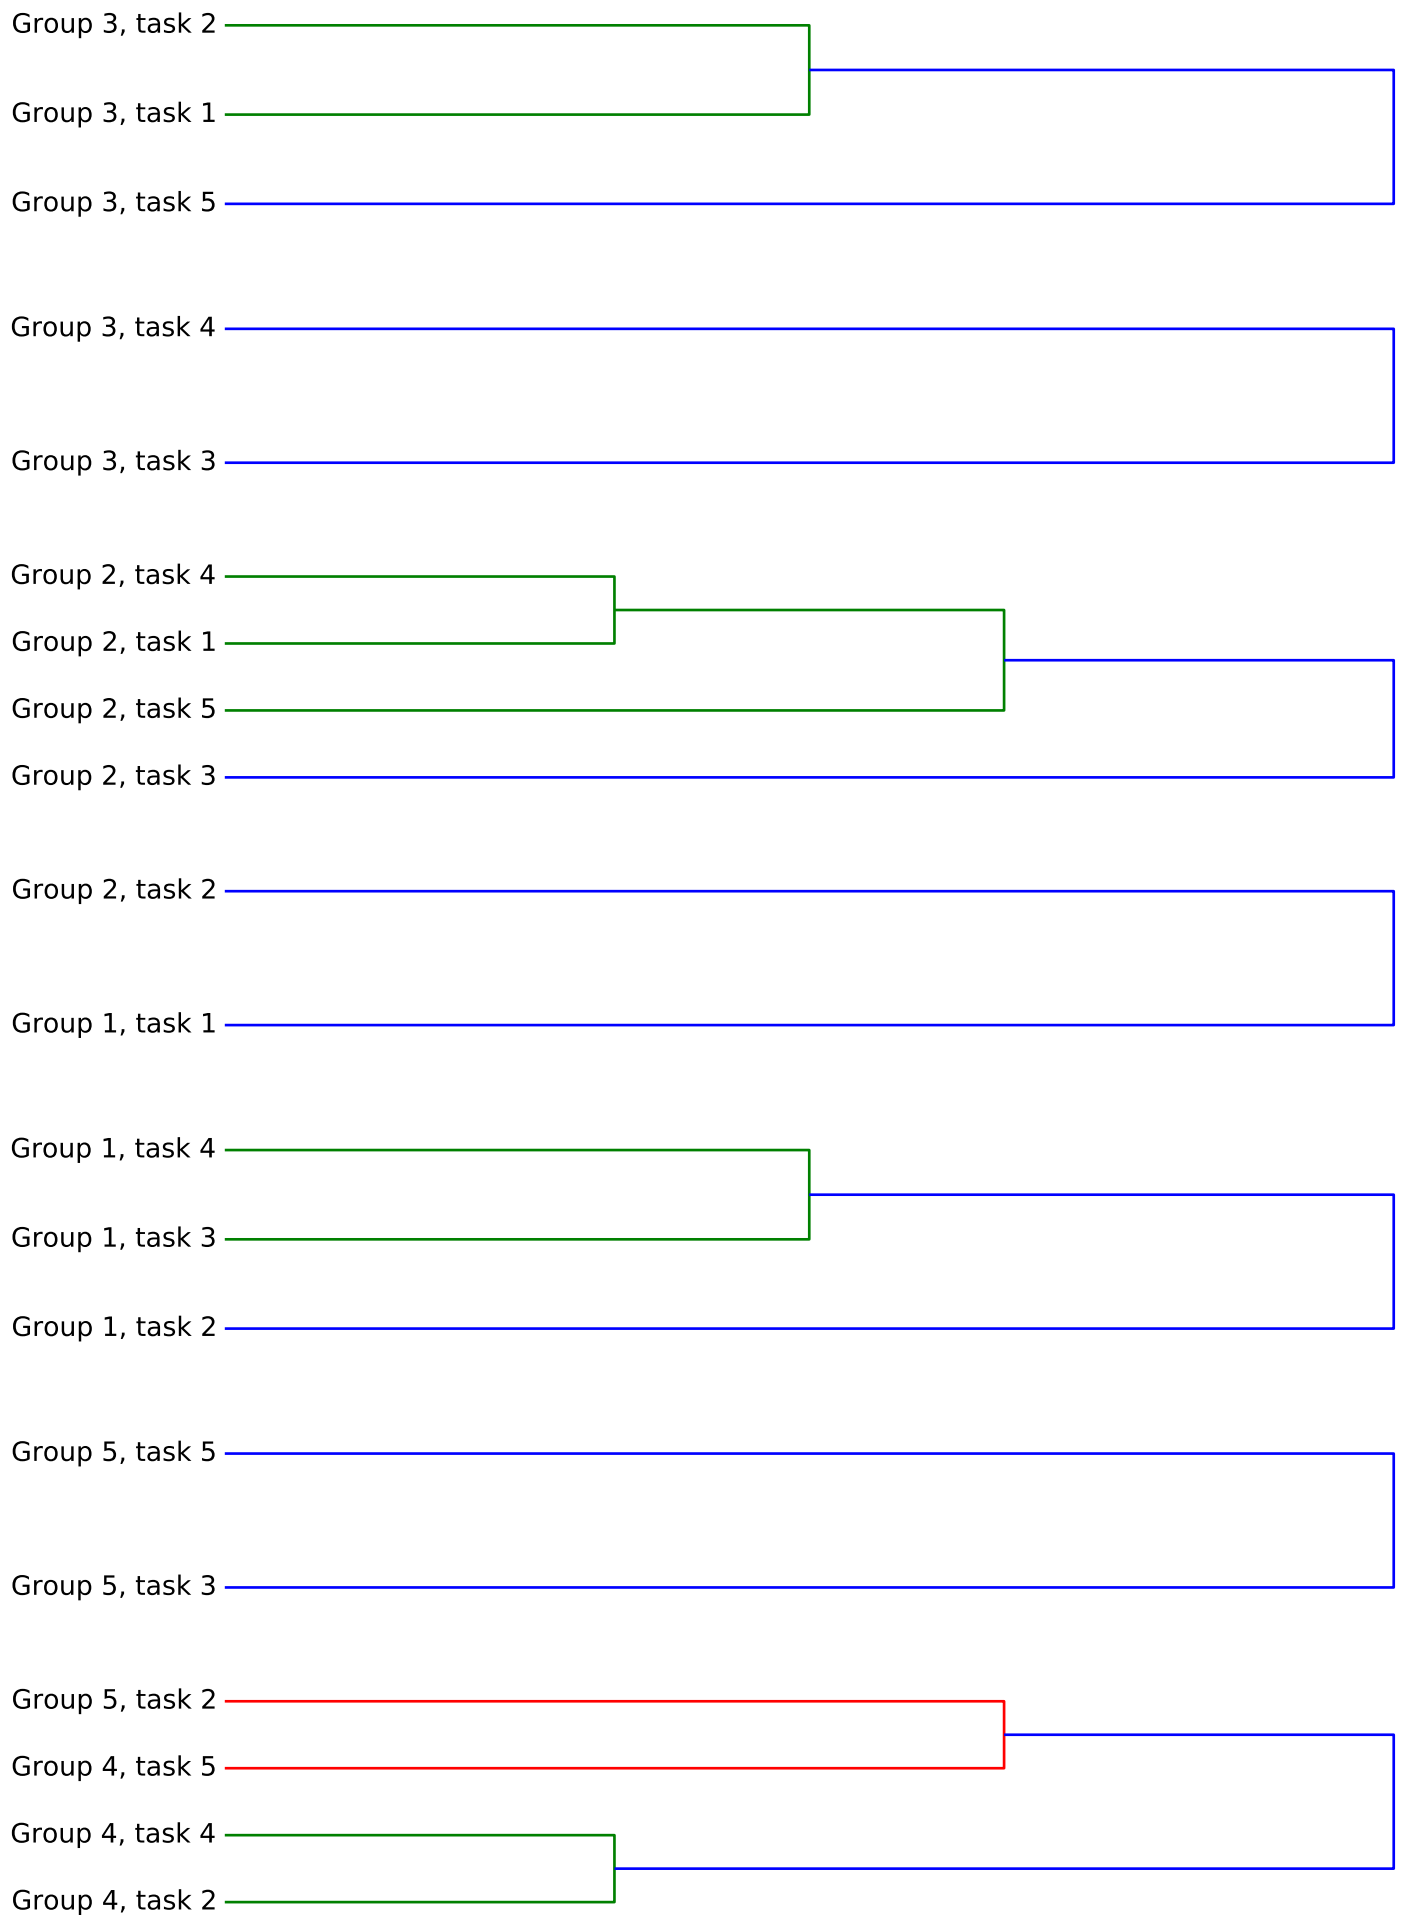 Group 3, task 2
Group 3, task 1
Group 3, task 5
Group 3, task 4
Group 3, task 3
Group 2, task 4
Group 2, task 1
Group 2, task 5
Group 2, task 3
Group 2, task 2
Group 1, task 1
Group 1, task 4
Group 1, task 3
Group 1, task 2
Group 5, task 5
Group 5, task 3
Group 5, task 2
Group 4, task 5
Group 4, task 4
Group 4, task 2